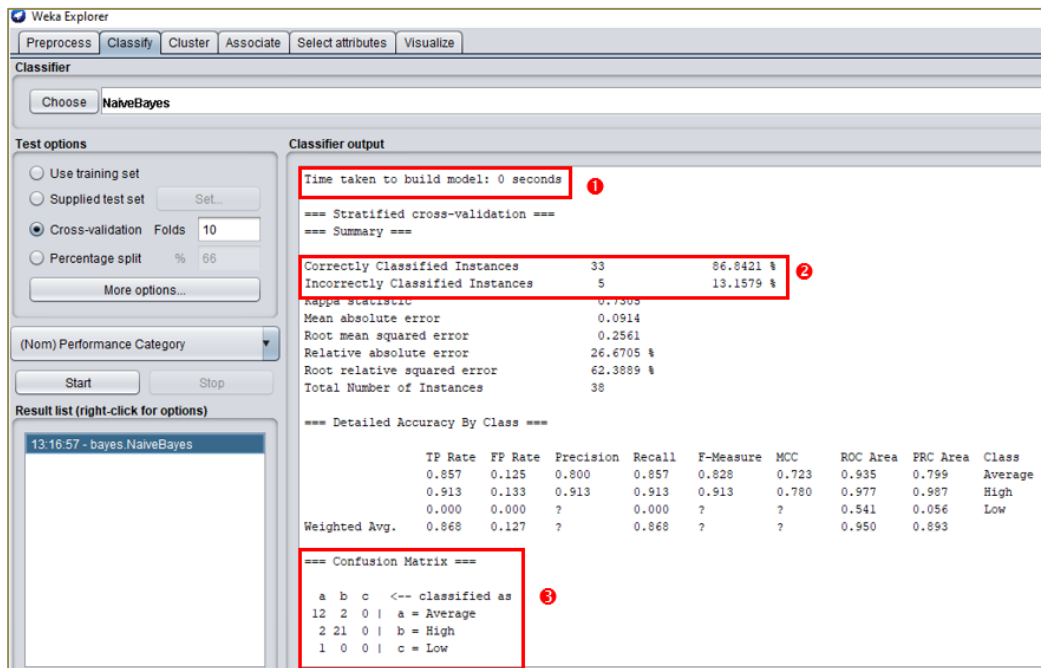 Weka Explorer
Preprocess Classify Cluster Associate Select attributes Visualize
Classifier
Choose NaiveBayes
Test options
Use training set
Supplied test set Set...
Cross-validation Folds 10
Percentage split % 66
More options...
(Nom) Performance Category
Start Stop
Result list (right-click for options)
13:16:57 - bayes.NaiveBayes
Classifier output
Time taken to build model: 0 seconds
1
=== Stratified cross-validation ===
=== Summary ===
Correctly Classified Instances 33 86.8421 %
2
Incorrectly Classified Instances 5 13.1579 %
Kappa statistic 0.7305
Mean absolute error 0.0914
Root mean squared error 0.2561
Relative absolute error 26.6705 %
Root relative squared error 62.3889 %
Total Number of Instances 38
=== Detailed Accuracy By Class ===
TP Rate FP Rate Precision Recall F-Measure MCC ROC Area PRC Area Class
0.857 0.125 0.800 0.857 0.828 0.723 0.935 0.799 Average
0.913 0.133 0.913 0.913 0.913 0.780 0.977 0.987 High
0.000 0.000 ? 0.000 ? ? 0.541 0.056 Low
Weighted Avg. 0.868 0.127 ? 0.868 ? ? 0.950 0.893
=== Confusion Matrix ===
a b c <-- classified as
3
12 2 0 | a = Average
2 21 0 | b = High
1 0 0 | c = Low